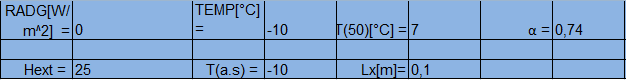 RADG[W/ TEMP[°C]
m^2] = 0 = -10 T(50)[°C] = 7 α = 0,74
Hext = 25 T(a.s) = -10 Lx[m]= 0,1